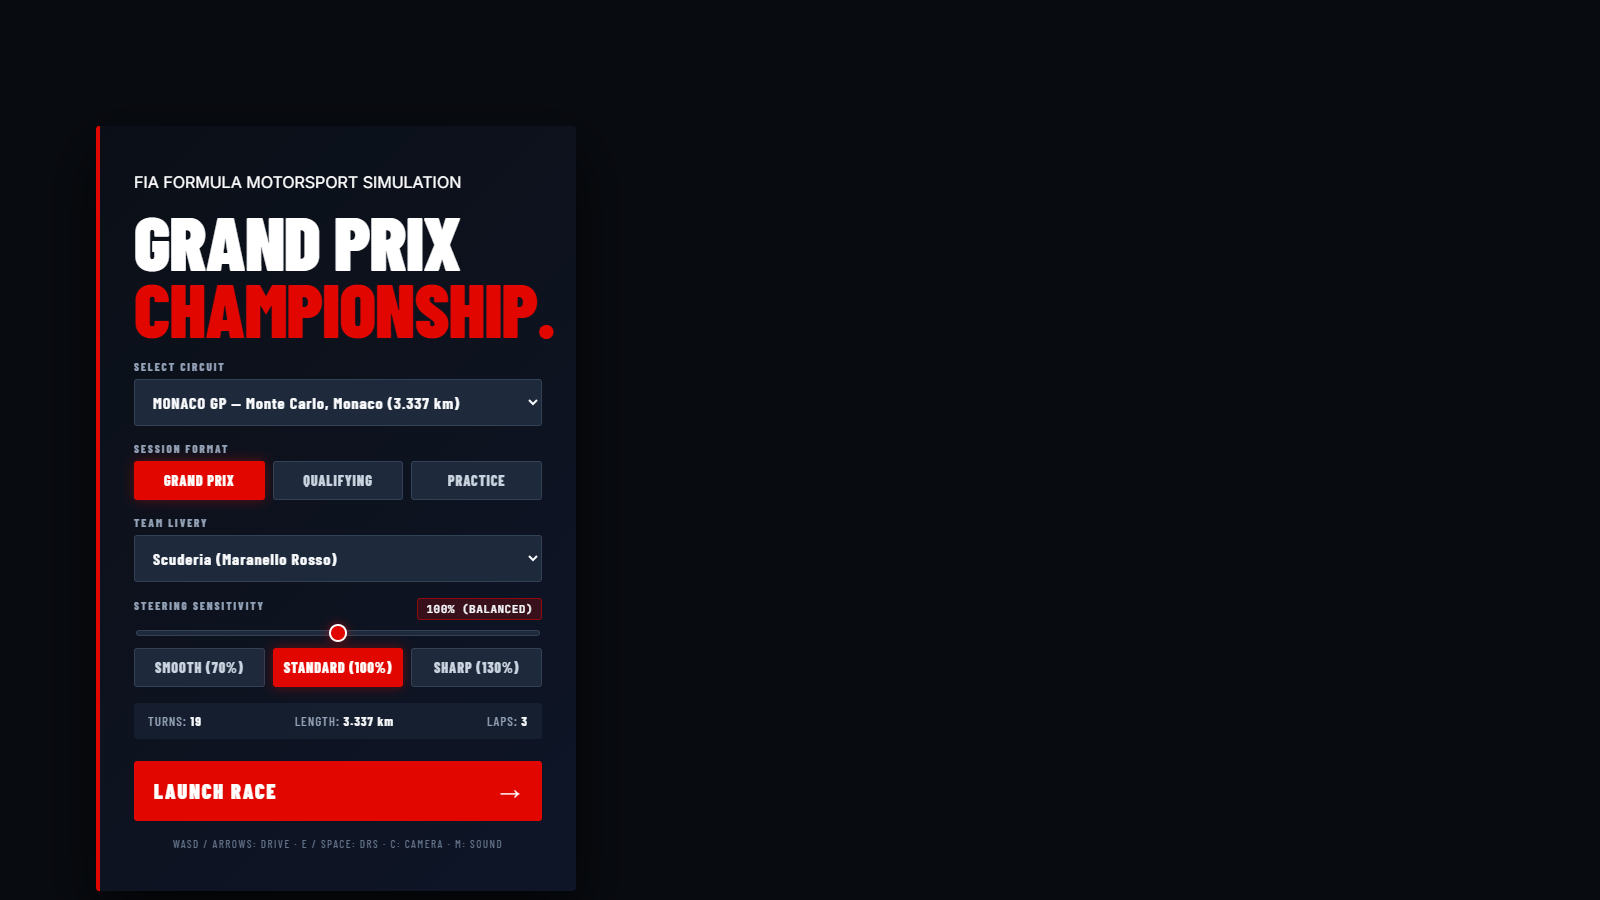 FIA FORMULA MOTORSPORT SIMULATION
GRAND PRIX
CHAMPIONSHIP.
SELECT CIRCUIT
MONACO GP — Monte Carlo, Monaco (3.337 km)
SESSION FORMAT
GRAND PRIX QUALIFYING PRACTICE
TEAM LIVERY
Scuderia (Maranello Rosso)
STEERING SENSITIVITY 100% (BALANCED)
SMOOTH (70%) STANDARD (100%) SHARP (130%)
TURNS: 19 LENGTH: 3.337 km LAPS: 3
LAUNCH RACE →
WASD / ARROWS: DRIVE · E / SPACE: DRS · C: CAMERA · M: SOUND